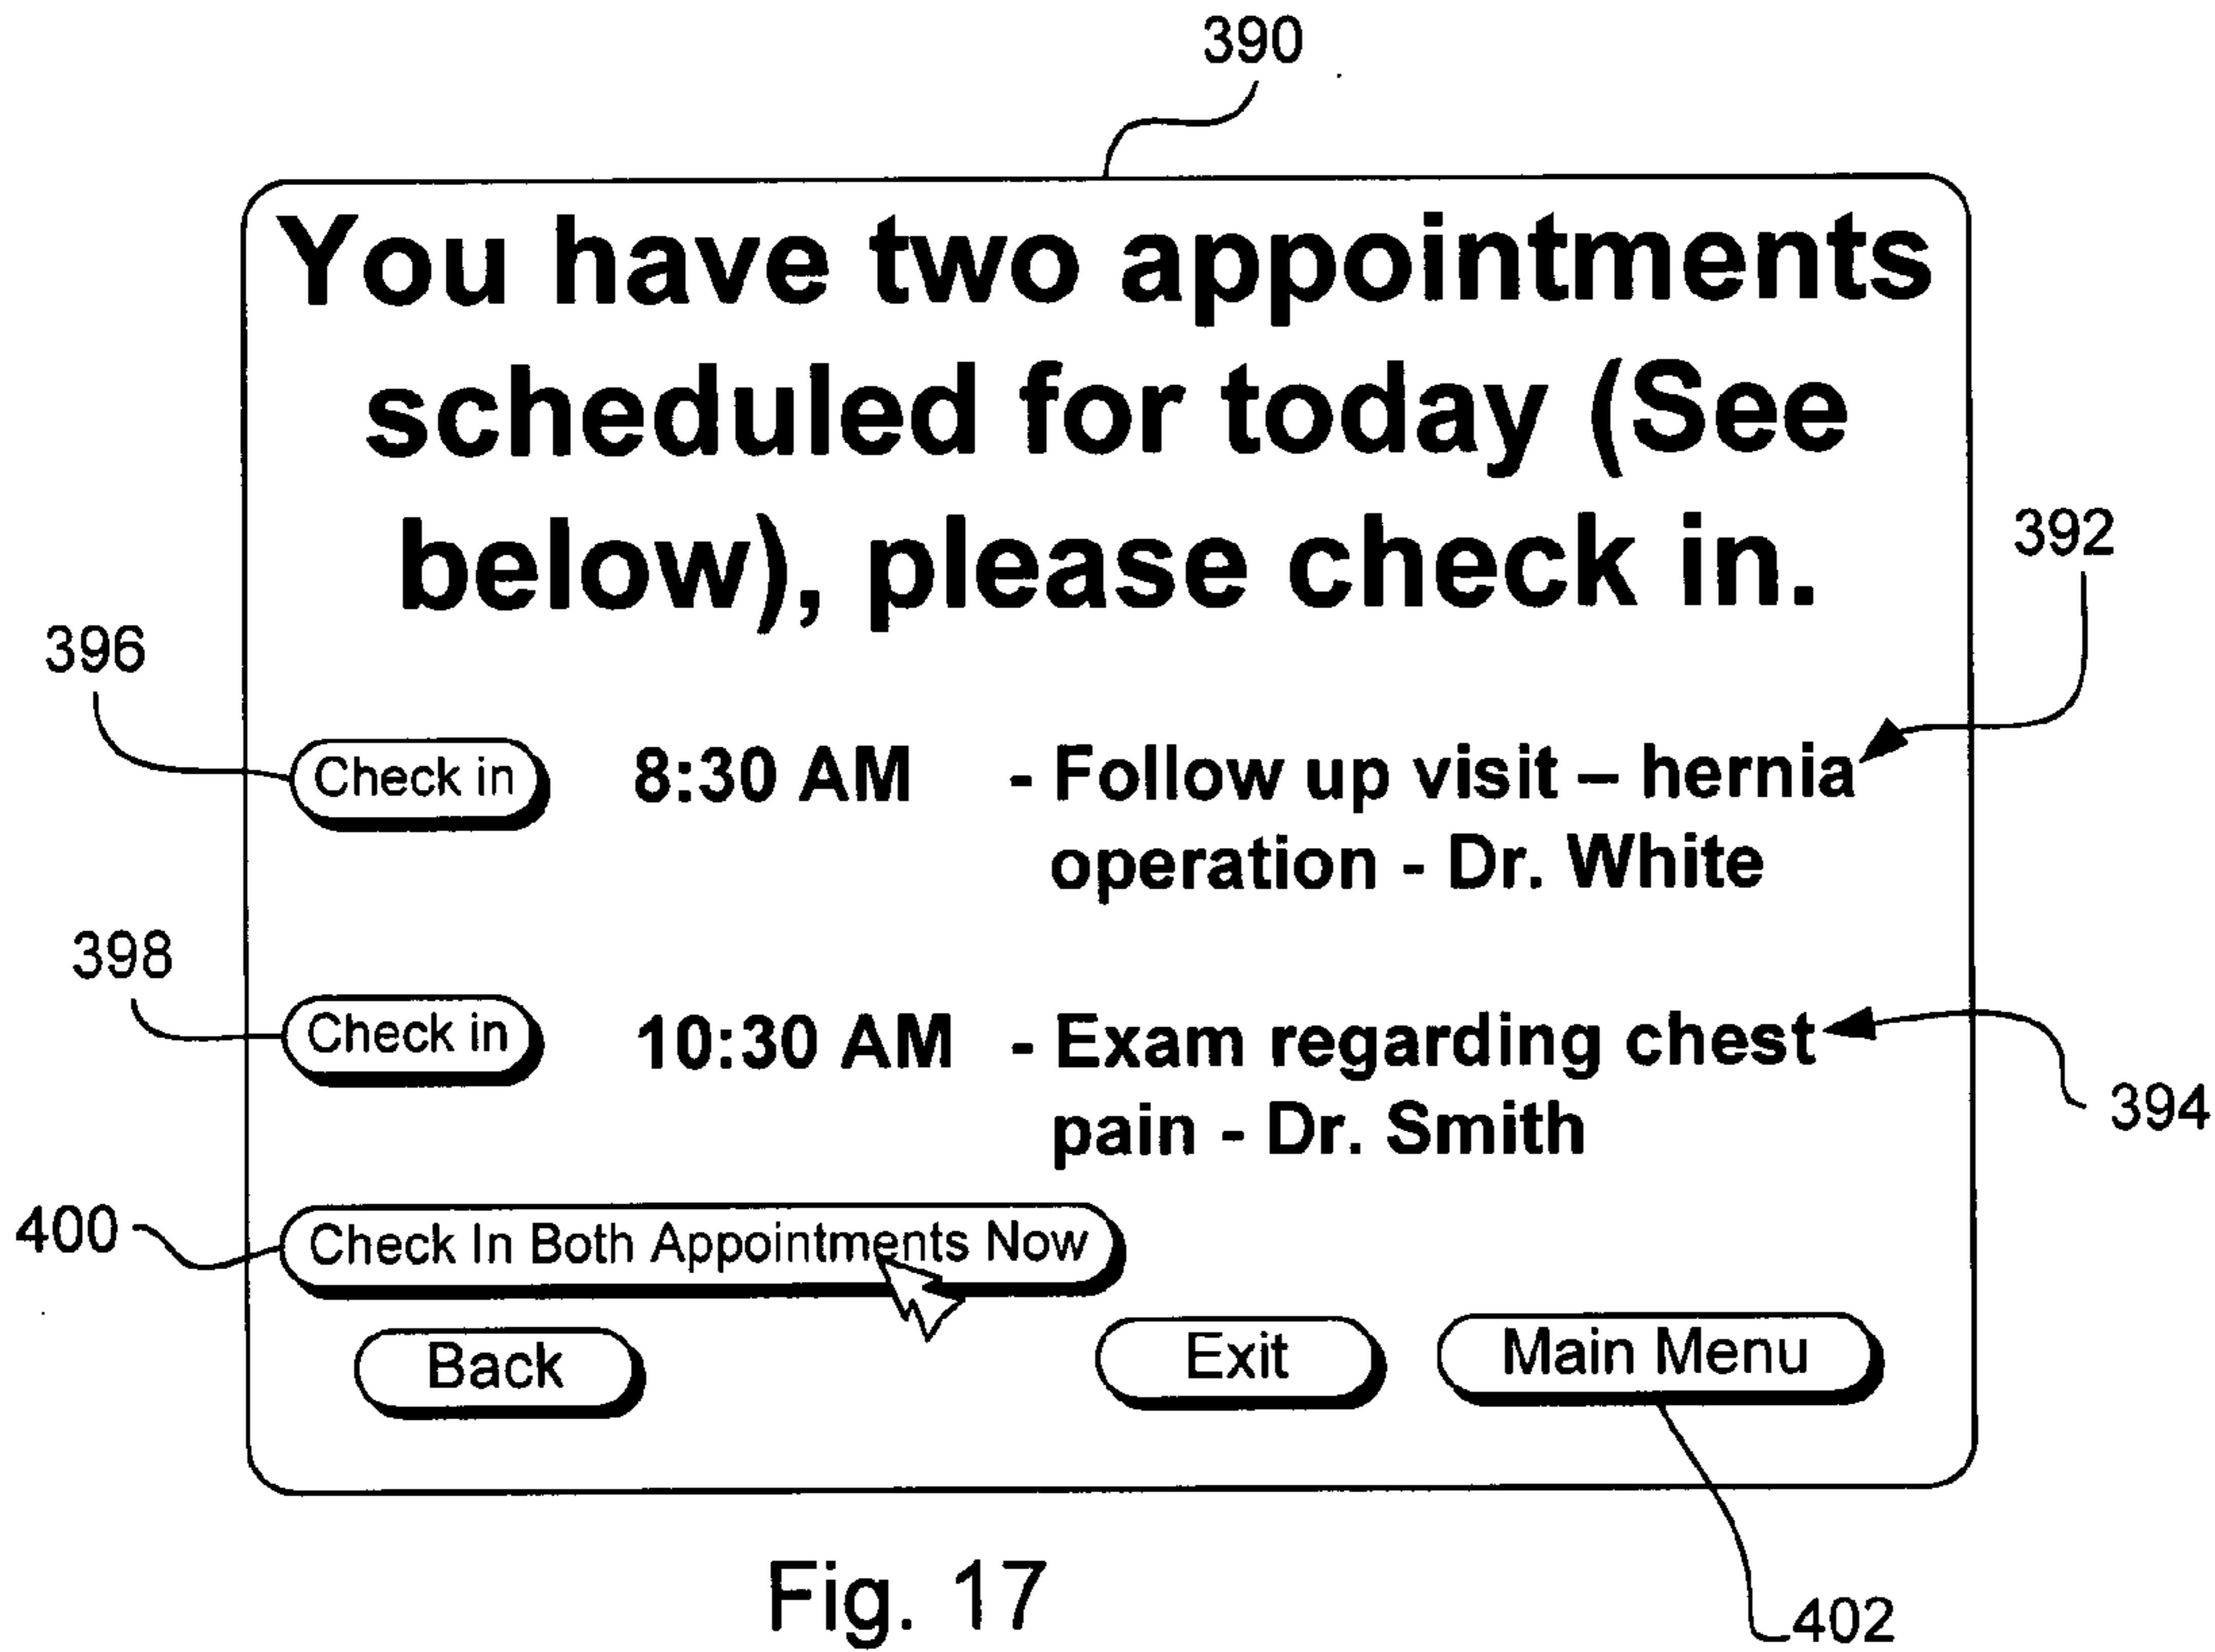 390
You have two appointments
scheduled for today (See
below), please check in.
392
396
Check in 8:30 AM - Follow up visit – hernia
operation - Dr. White
398
Check in 10:30 AM - Exam regarding chest
pain - Dr. Smith
394
400
Check In Both Appointments Now
Back Exit Main Menu
Fig. 17
402